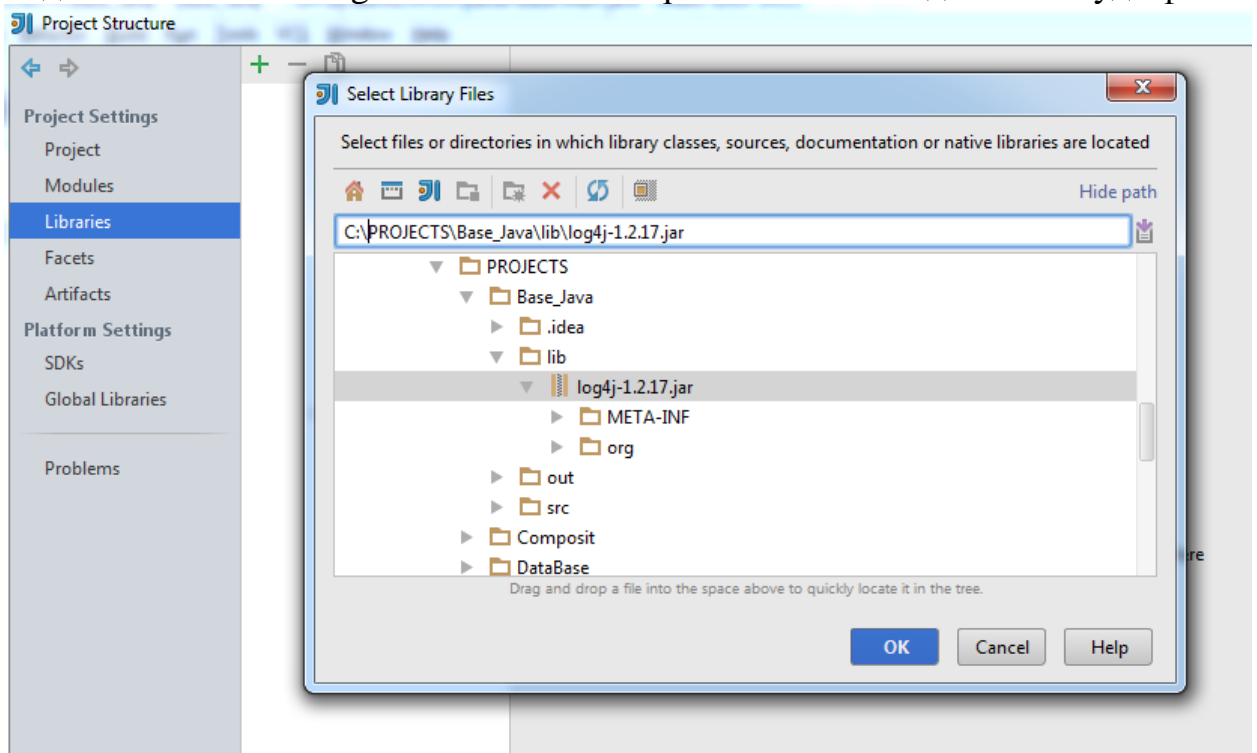 Project Structure
Select Library Files
Project Settings
Select files or directories in which library classes, sources, documentation or native libraries are located
Project
Modules
Hide path
Libraries
C:\PROJECTS\Base_Java\lib\log4j-1.2.17.jar
Facets
PROJECTS
Artifacts
Base_Java
Platform Settings
.idea
SDKs
lib
Global Libraries
log4j-1.2.17.jar
META-INF
org
Problems
out
src
Composit
DataBase
Drag and drop a file into the space above to quickly locate it in the tree.
OK Cancel Help